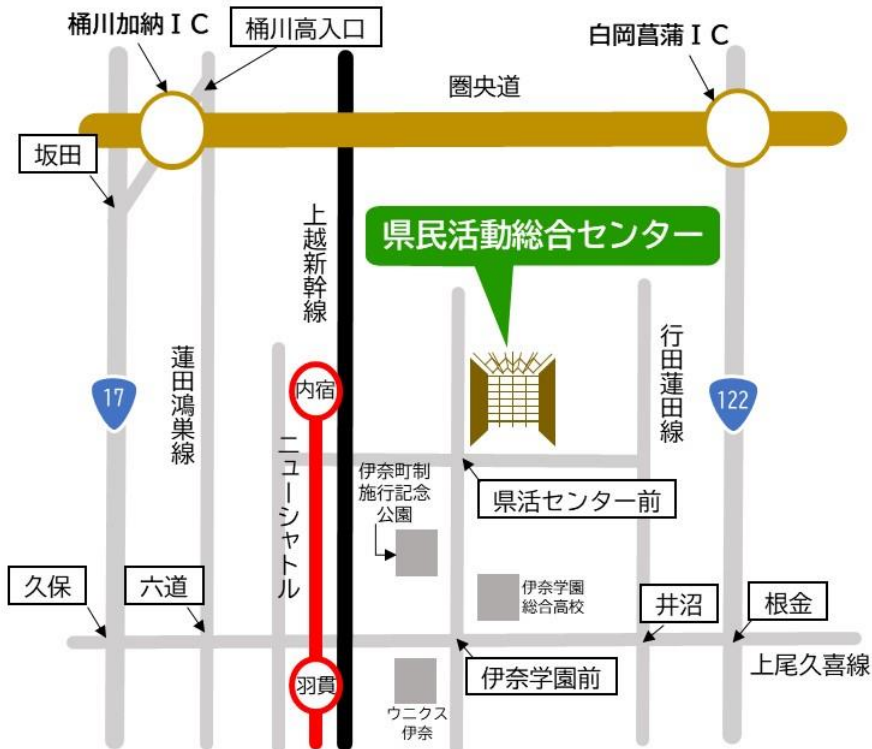 桶川加納ＩＣ
桶川高入口
白岡菖蒲ＩＣ
圏央道
坂田
県民活動総合センター
上越新幹線
行田蓮田線
蓮田鴻巣線
17
内宿
122
ニューシャトル
伊奈町制
施行記念
公園
県活センター前
久保
六道
伊奈学園
総合高校
井沼
根金
羽貫
伊奈学園前
上尾久喜線
ウニクス
伊奈